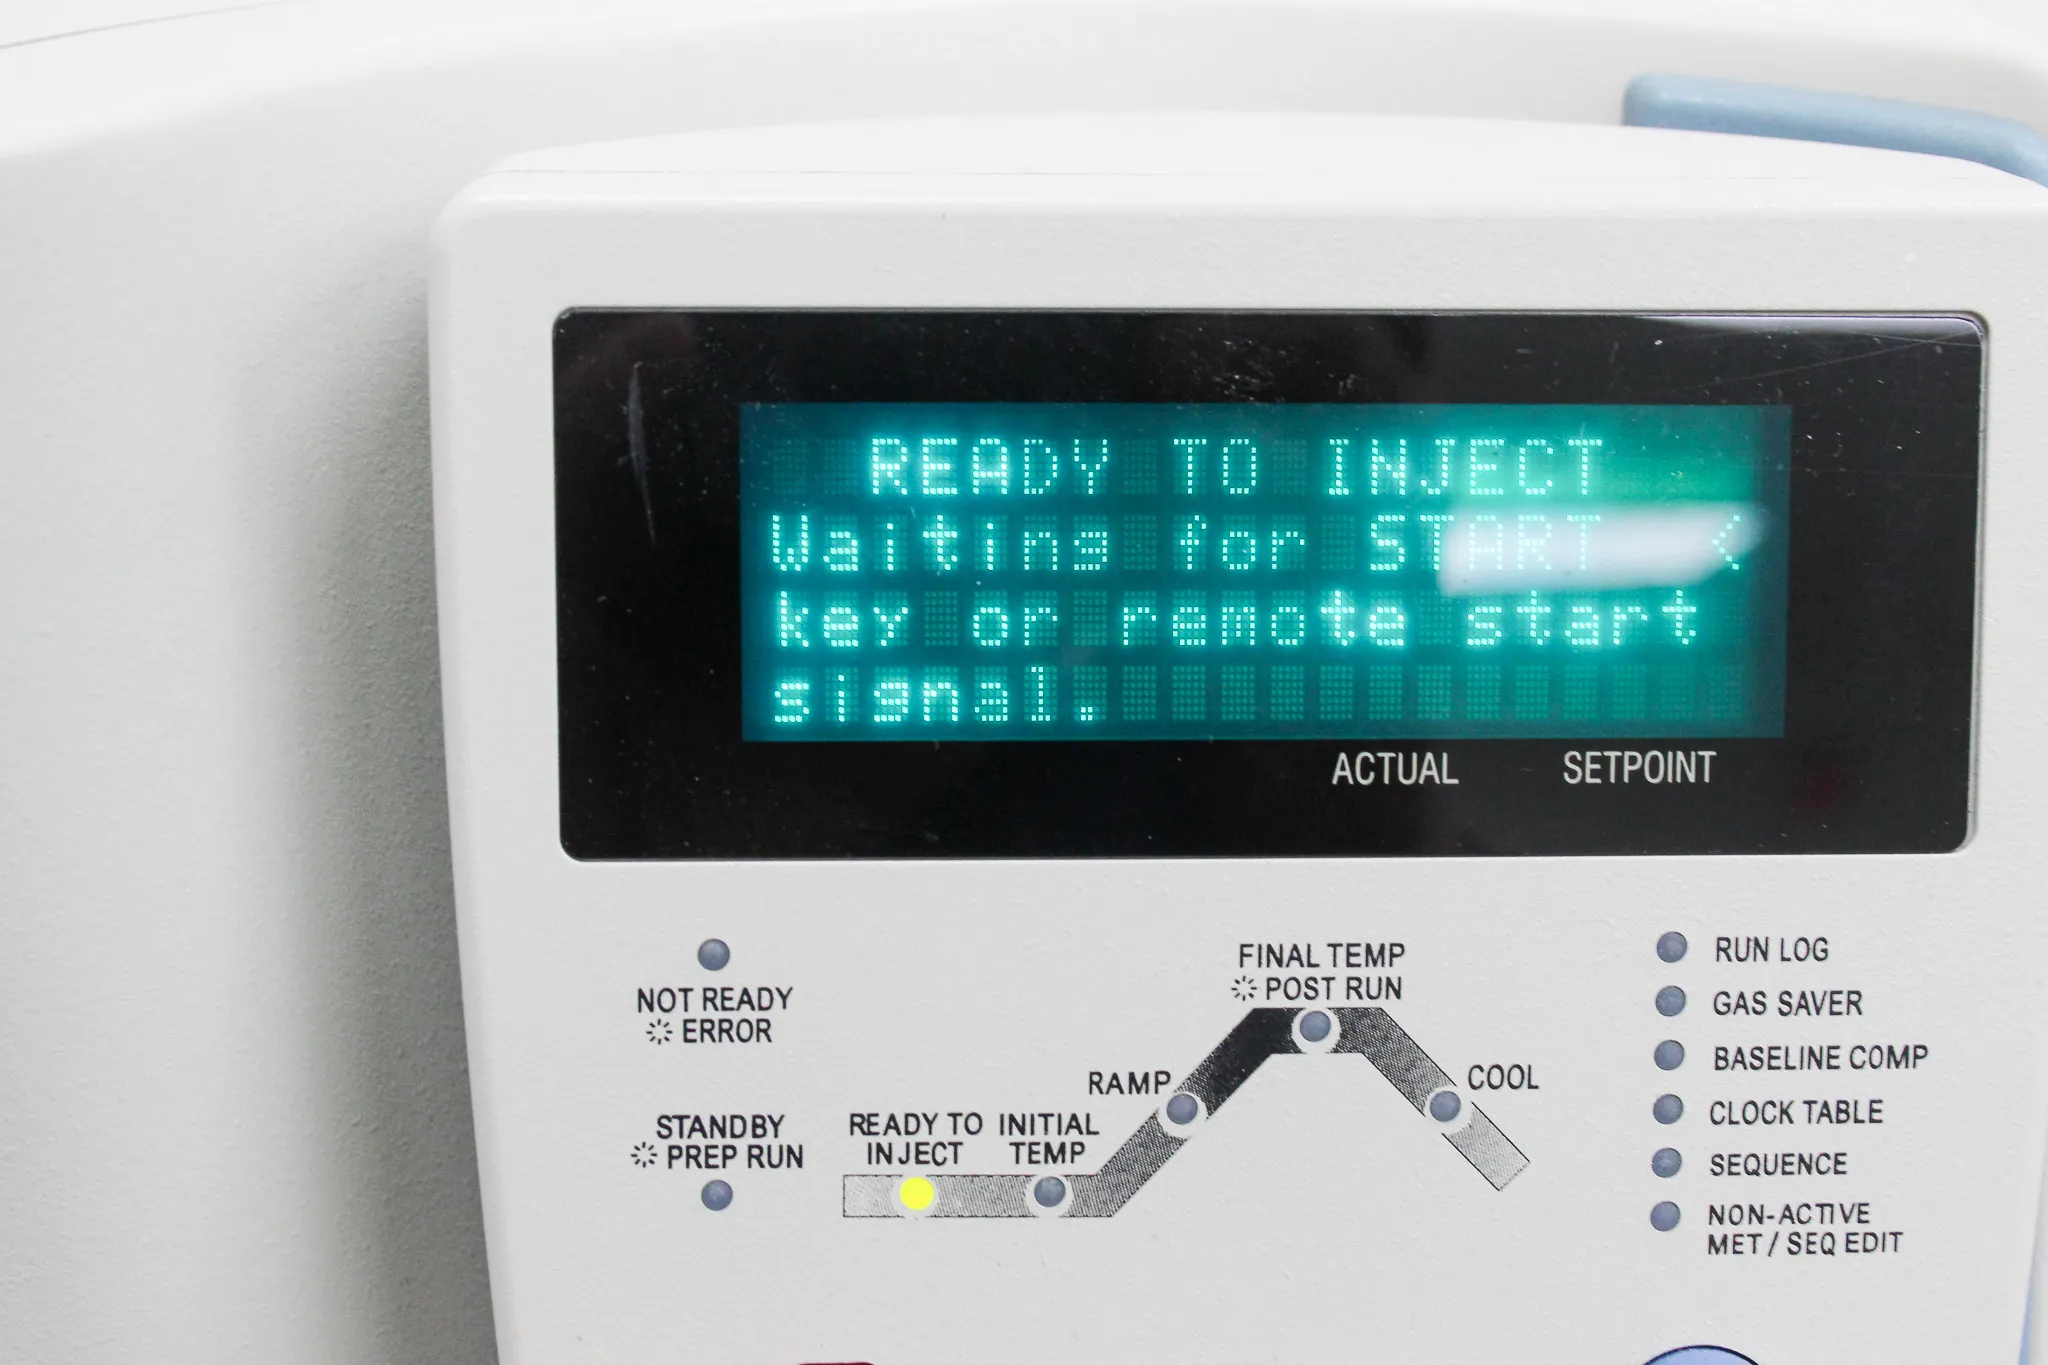 READY TO INJECT
Waiting for START <
key or remote start
signal.
ACTUAL SETPOINT
NOT READY
ERROR
STANDBY
PREP RUN
READY TO
INJECT
INITIAL
TEMP
RAMP
FINAL TEMP
POST RUN
COOL
RUN LOG
GAS SAVER
BASELINE COMP
CLOCK TABLE
SEQUENCE
NON-ACTIVE
MET / SEQ EDIT